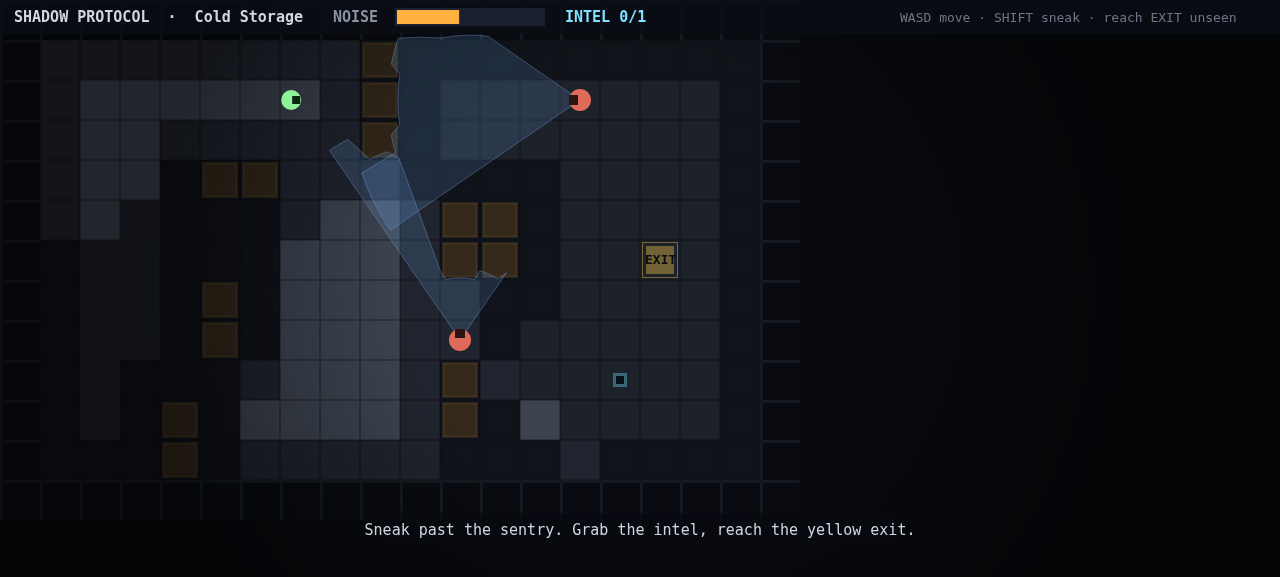 SHADOW PROTOCOL · Cold Storage NOISE INTEL 0/1 WASD move · SHIFT sneak · reach EXIT unseen
EXIT
Sneak past the sentry. Grab the intel, reach the yellow exit.